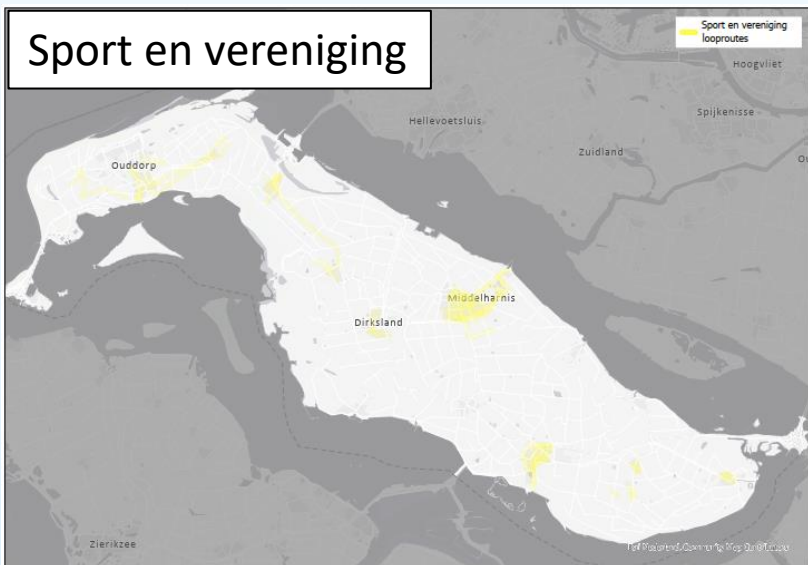 Sport en vereniging
Sport en vereniging
looproutes
Hoogvliet
Hellevoetsluis
Spijkenisse
Zuidland
Ouddorp
Middelharnis
Dirksland
Zierikzee